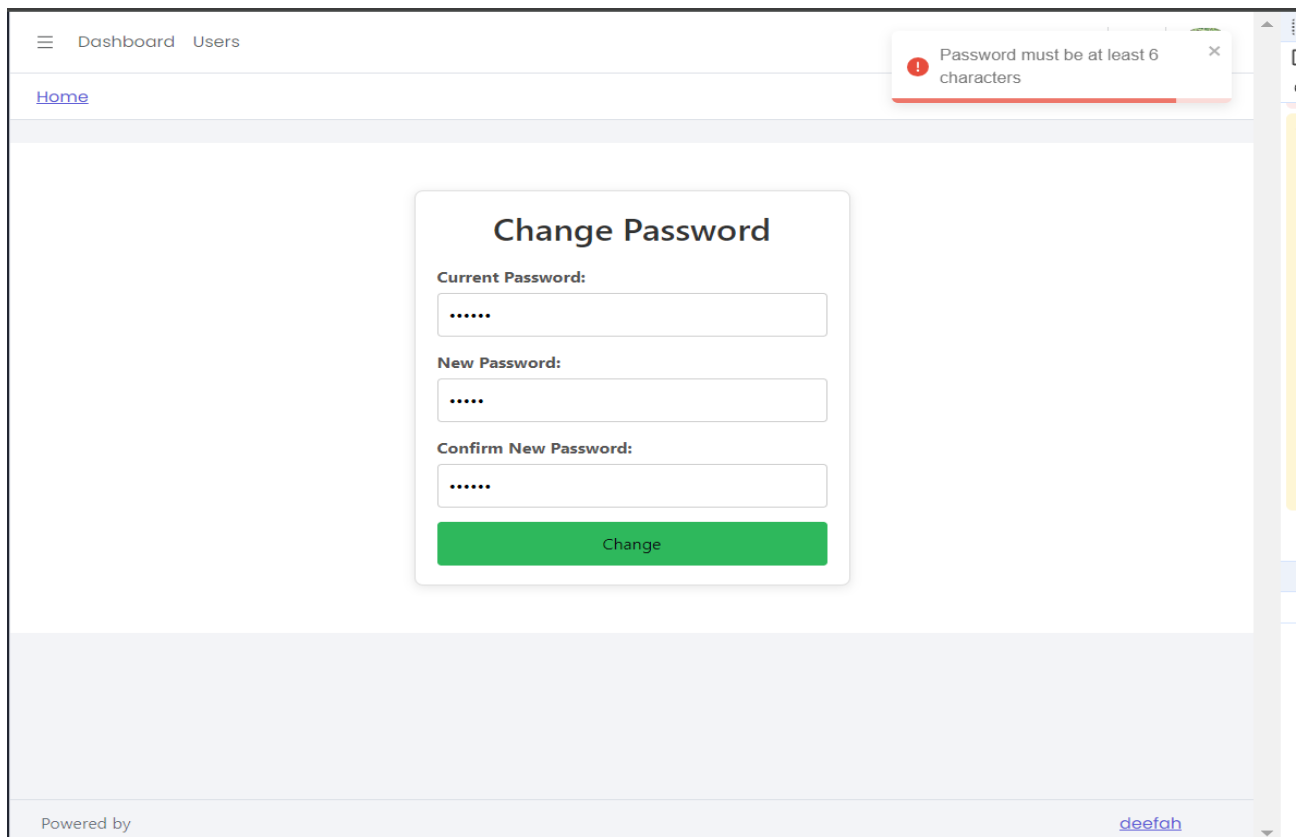 Dashboard Users
Password must be at least 6
characters
Home
Change Password
Current Password:
••••••
New Password:
•••••
Confirm New Password:
••••••
Change
Powered by
deefah